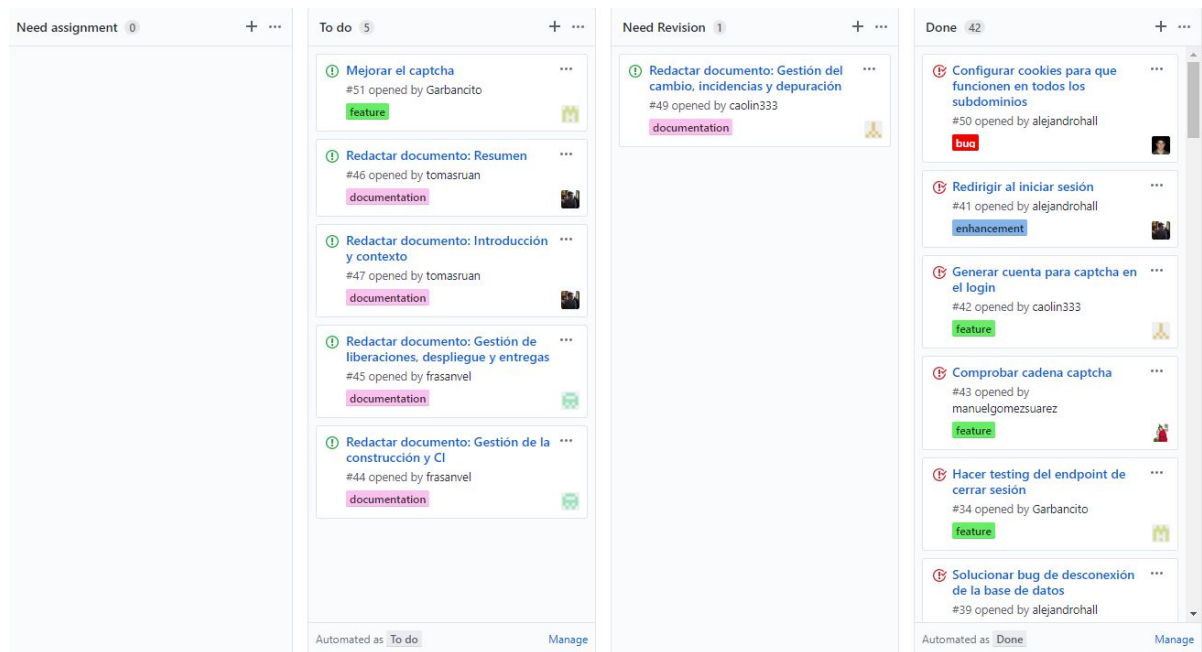 Need assignment 0
To do 5
Mejorar el captcha
#51 opened by Garbancito
feature
Redactar documento: Resumen
#46 opened by tomasruan
documentation
Redactar documento: Introducción
y contexto
#47 opened by tomasruan
documentation
Redactar documento: Gestión de
liberaciones, despliegue y entregas
#45 opened by frasanvel
documentation
Redactar documento: Gestión de la
construcción y CI
#44 opened by frasanvel
documentation
Automated as To do Manage
Need Revision 1
Redactar documento: Gestión del
cambio, incidencias y depuración
#49 opened by caolin333
documentation
Done 42
Configurar cookies para que
funcionen en todos los
subdominios
#50 opened by alejandrohall
bug
Redirigir al iniciar sesión
#41 opened by alejandrohall
enhancement
Generar cuenta para captcha en
el login
#42 opened by caolin333
feature
Comprobar cadena captcha
#43 opened by
manuelgomezsuarez
feature
Hacer testing del endpoint de
cerrar sesión
#34 opened by Garbancito
feature
Solucionar bug de desconexión
de la base de datos
#39 opened by alejandrohall
Automated as Done Manage